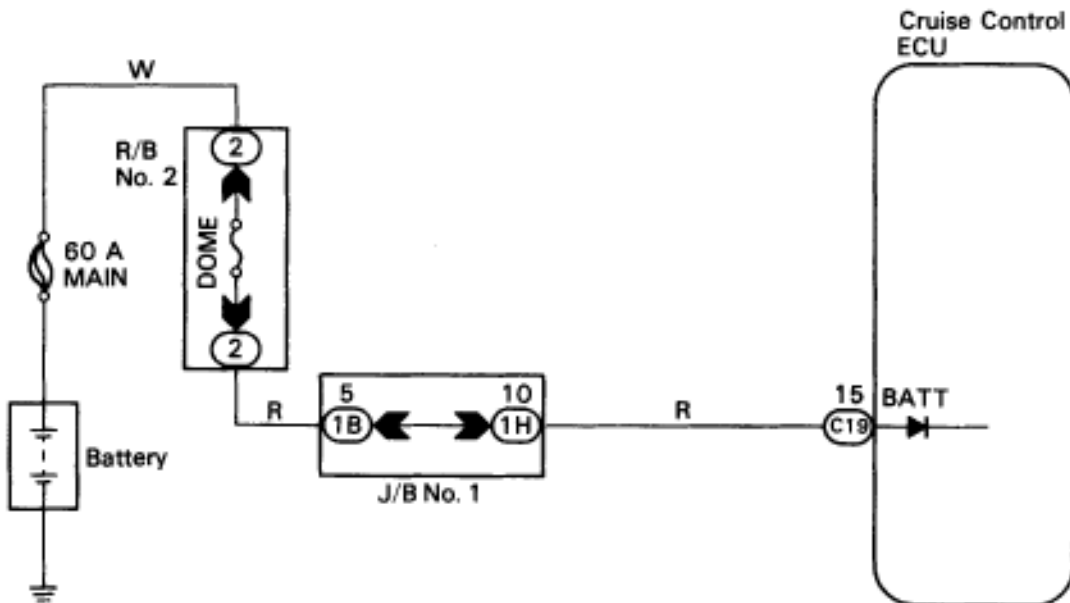 Cruise Control
ECU
W
R/B
No. 2
2
DOME
2
60 A
MAIN
Battery
R
5
1B
10
1H
J/B No. 1
R
15
C19
BATT